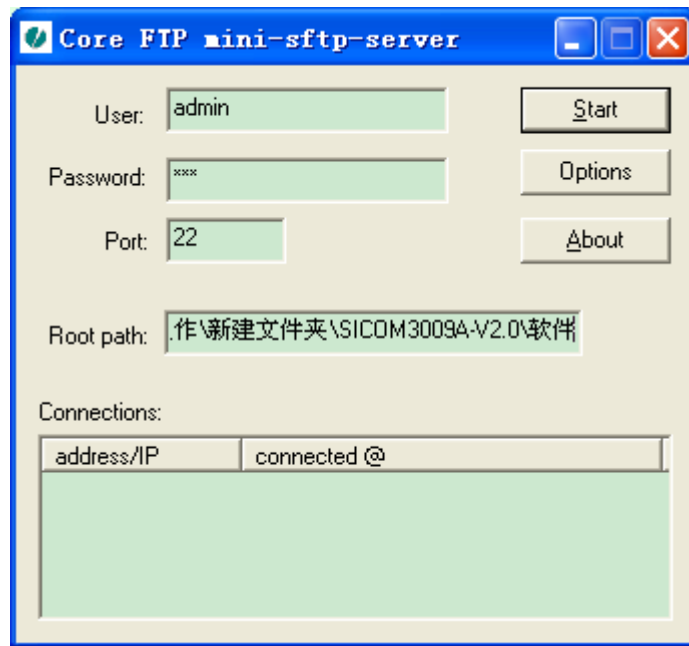 Core FTP mini-sftp-server
User: admin
Start
Password: ***
Options
Port: 22
About
Root path: .作\新建文件夹\SICOM3009A-V2.0\软件
Connections:
address/IP connected @